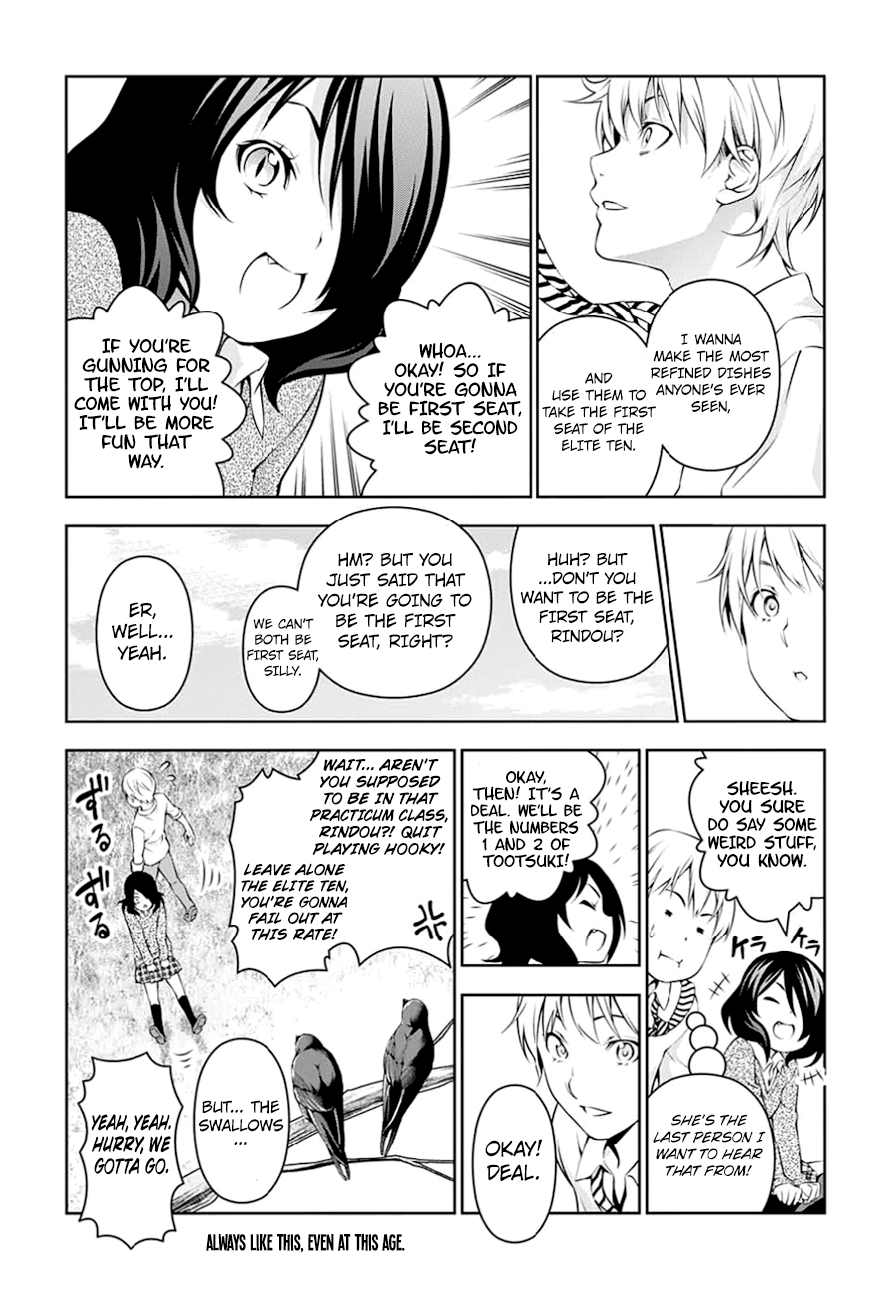 I WANNA
MAKE THE MOST
REFINED DISHES
ANYONE'S EVER
SEEN,
AND
USE THEM TO
TAKE THE FIRST
SEAT OF THE
ELITE TEN.
WHOA...
OKAY! SO IF
YOU'RE GONNA
BE FIRST SEAT,
I'LL BE SECOND
SEAT!
IF YOU'RE
GUNNING FOR
THE TOP, I'LL
COME WITH YOU!
IT'LL BE MORE
FUN THAT
WAY.
HUH? BUT
...DON'T YOU
WANT TO BE THE
FIRST SEAT,
RINDOU?
HM? BUT YOU
JUST SAID THAT
YOU'RE GOING TO
BE THE FIRST
SEAT, RIGHT?
WE CAN'T
BOTH BE
FIRST SEAT,
SILLY.
ER,
WELL...
YEAH.
SHEESH.
YOU SURE
DO SAY SOME
WEIRD STUFF,
YOU KNOW.
ケラ
ケラ
SHE'S THE
LAST PERSON I
WANT TO HEAR
THAT FROM!
OKAY,
THEN! IT'S A
DEAL. WE'LL BE
THE NUMBERS
1 AND 2 OF
TOOTSUKI!
OKAY!
DEAL.
WAIT... AREN'T
YOU SUPPOSED
TO BE IN THAT
PRACTICUM CLASS,
RINDOU?! QUIT
PLAYING HOOKY!
LEAVE ALONE
THE ELITE TEN,
YOU'RE GONNA
FAIL OUT AT
THIS RATE!
ずる
ずる
BUT... THE
SWALLOWS
...
YEAH, YEAH.
HURRY, WE
GOTTA GO.
ALWAYS LIKE THIS, EVEN AT THIS AGE.